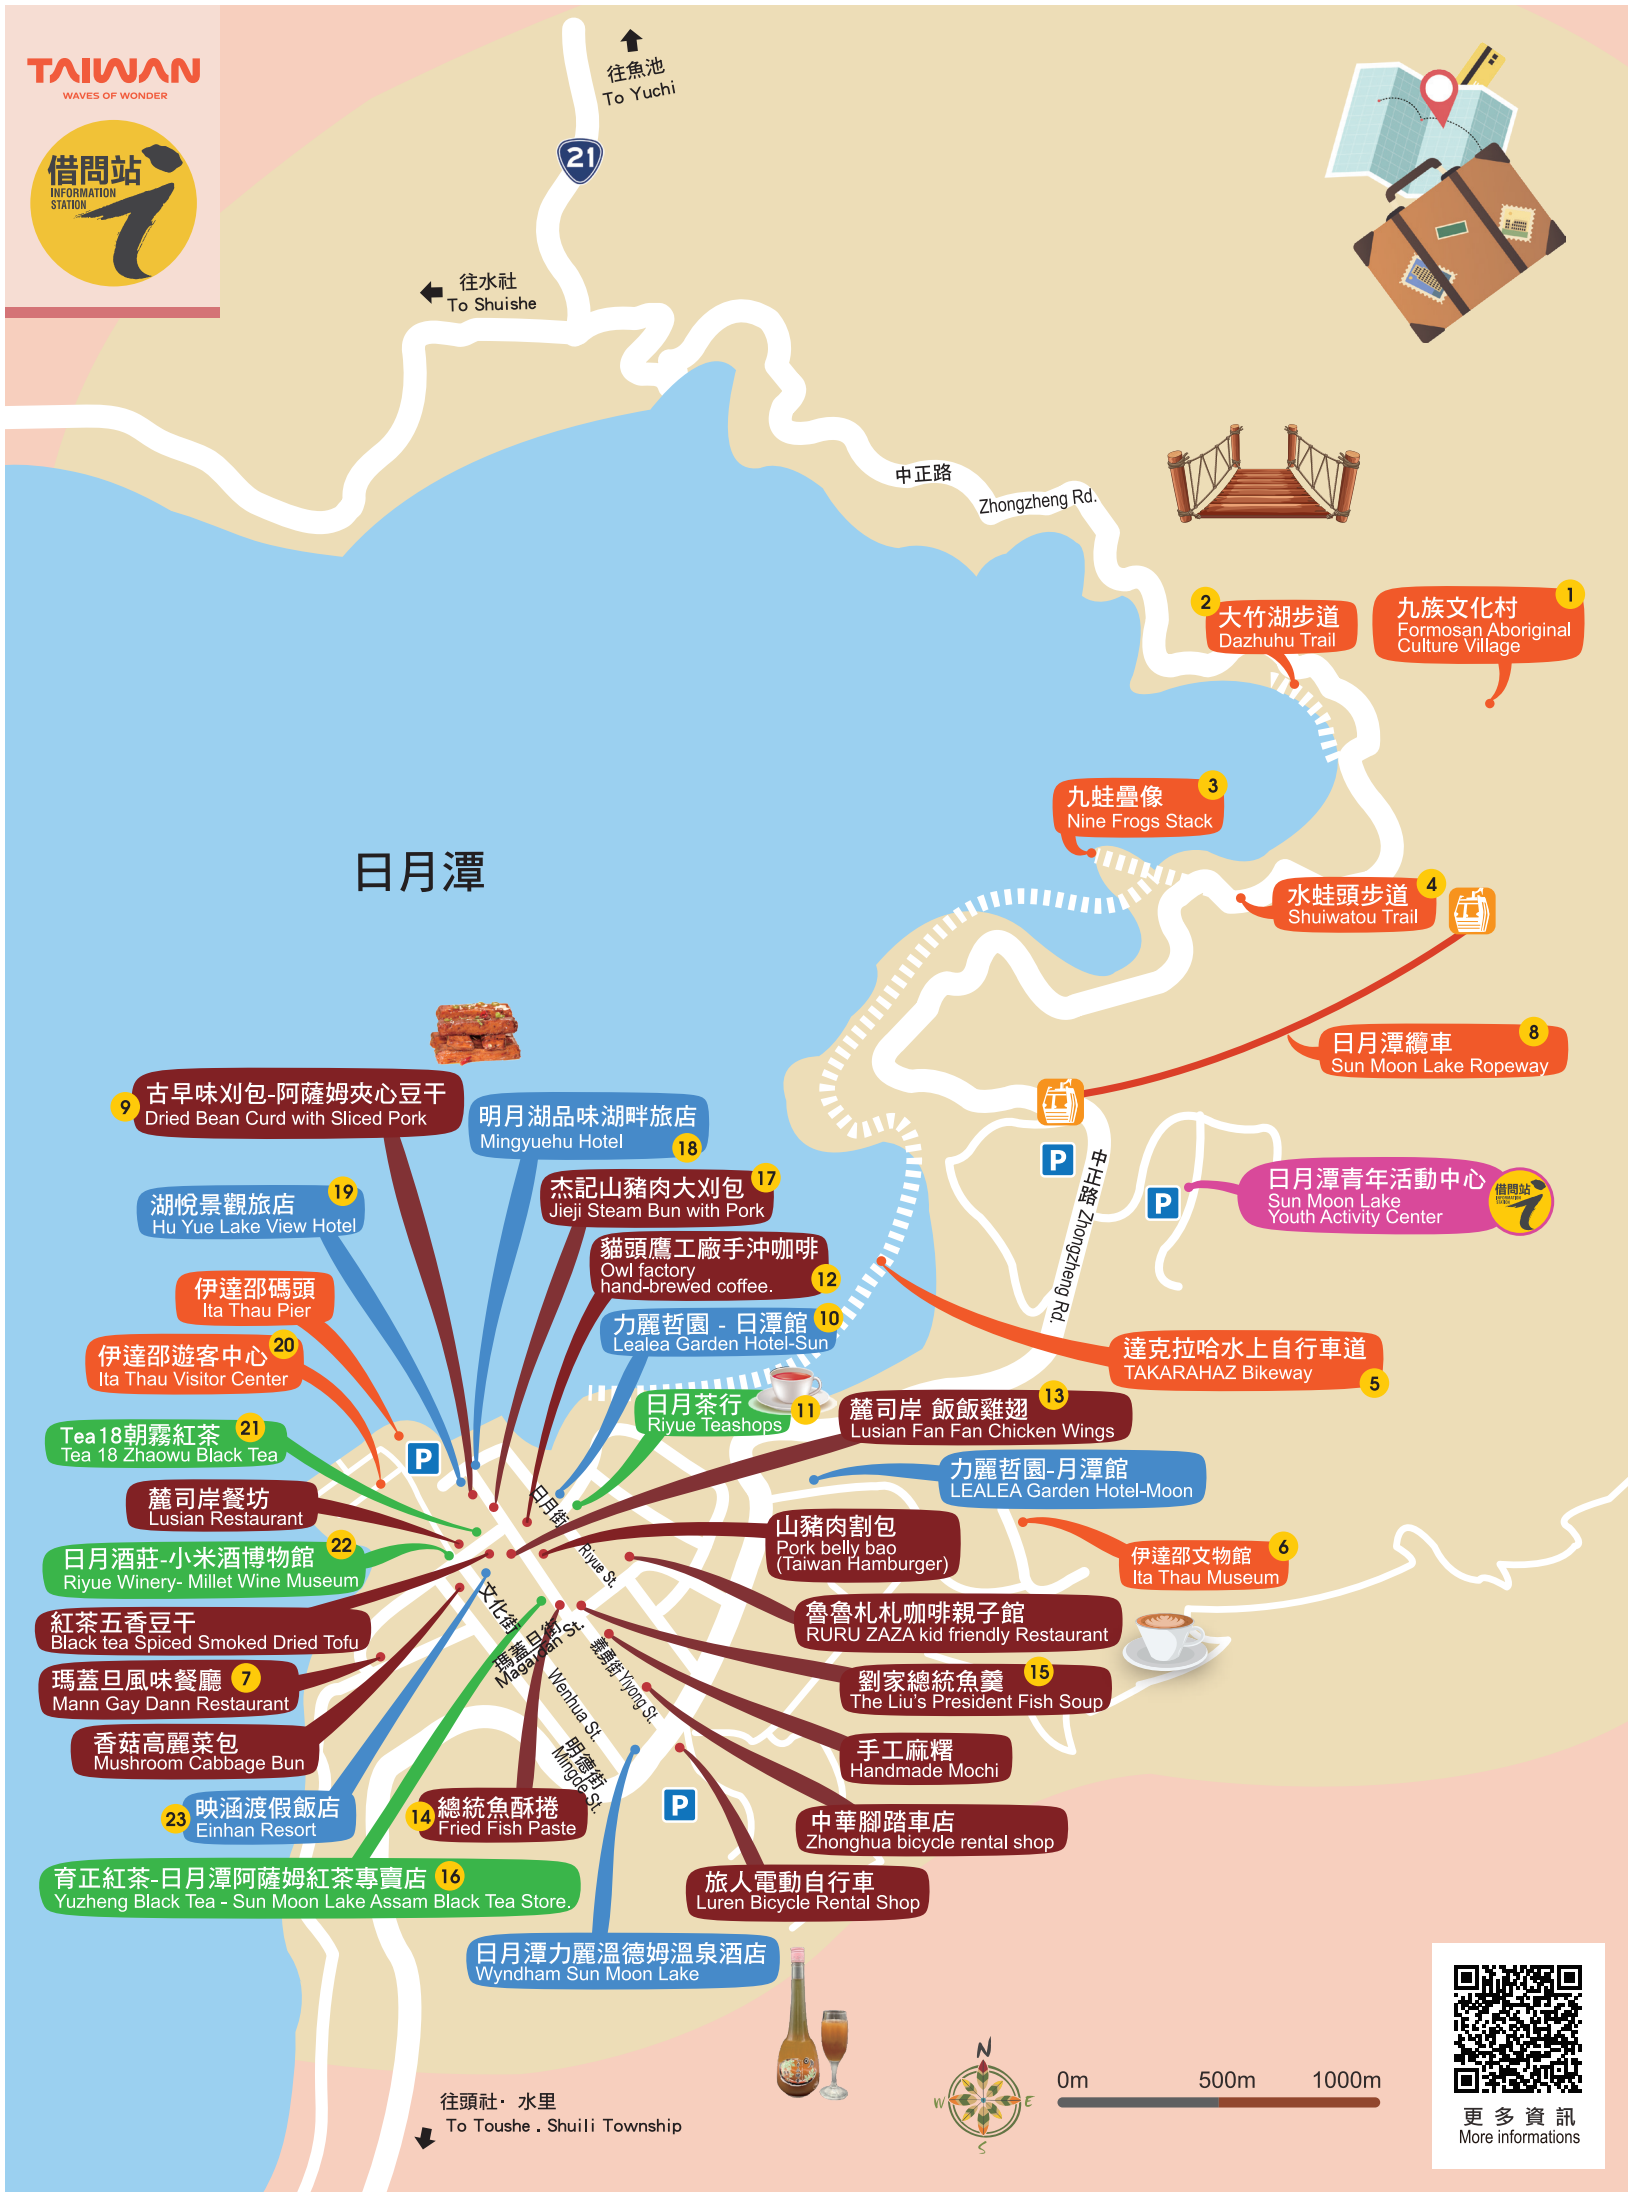 TAIWAN
WAVES OF WONDER
借問站
INFORMATION
STATION
往魚池
To Yuchi
21
往水社
To Shuishe
中正路
Zhongzheng Rd.
2
大竹湖步道
Dazhuhu Trail
1
九族文化村
Formosan Aboriginal
Culture Village
3
九蛙疊像
Nine Frogs Stack
日月潭
4
水蛙頭步道
Shuiwatou Trail
8
日月潭纜車
Sun Moon Lake Ropeway
9
古早味刈包-阿薩姆夾心豆干
Dried Bean Curd with Sliced Pork
明月湖品味湖畔旅店
Mingyuehu Hotel
18
P
P
中正路 Zhongzheng Rd.
日月潭青年活動中心
Sun Moon Lake
Youth Activity Center
借問站
INFORMATION
STATION
19
湖悅景觀旅店
Hu Yue Lake View Hotel
17
杰記山豬肉大刈包
Jieji Steam Bun with Pork
貓頭鷹工廠手沖咖啡
Owl factory
hand-brewed coffee.
12
伊達邵碼頭
Ita Thau Pier
10
力麗哲園 - 日潭館
Lealea Garden Hotel-Sun
20
伊達邵遊客中心
Ita Thau Visitor Center
達克拉哈水上自行車道
TAKARAHAZ Bikeway
5
日月茶行
Riyue Teashops
11
13
麓司岸 飯飯雞翅
Lusian Fan Fan Chicken Wings
21
Tea18朝霧紅茶
Tea 18 Zhaowu Black Tea
P
力麗哲園-月潭館
LEALEA Garden Hotel-Moon
麓司岸餐坊
Lusian Restaurant
日月街
Riyue St.
山豬肉割包
Pork belly bao
(Taiwan Hamburger)
22
日月酒莊-小米酒博物館
Riyue Winery- Millet Wine Museum
6
伊達邵文物館
Ita Thau Museum
紅茶五香豆干
Black tea Spiced Smoked Dried Tofu
文化街
Wenhua St.
瑪蓋旦街
Magaidan St.
義勇街 Yiyong St.
魯魯札札咖啡親子館
RURU ZAZA kid friendly Restaurant
7
瑪蓋旦風味餐廳
Mann Gay Dann Restaurant
15
劉家總統魚羹
The Liu's President Fish Soup
香菇高麗菜包
Mushroom Cabbage Bun
明德街
Mingde St.
手工麻糬
Handmade Mochi
23
映涵渡假飯店
Einhan Resort
14
總統魚酥捲
Fried Fish Paste
P
中華腳踏車店
Zhonghua bicycle rental shop
16
育正紅茶-日月潭阿薩姆紅茶專賣店
Yuzheng Black Tea - Sun Moon Lake Assam Black Tea Store.
旅人電動自行車
Luren Bicycle Rental Shop
日月潭力麗溫德姆溫泉酒店
Wyndham Sun Moon Lake
往頭社· 水里
To Toushe . Shuili Township
N
W
E
S
0m
500m
1000m
更多資訊
More informations